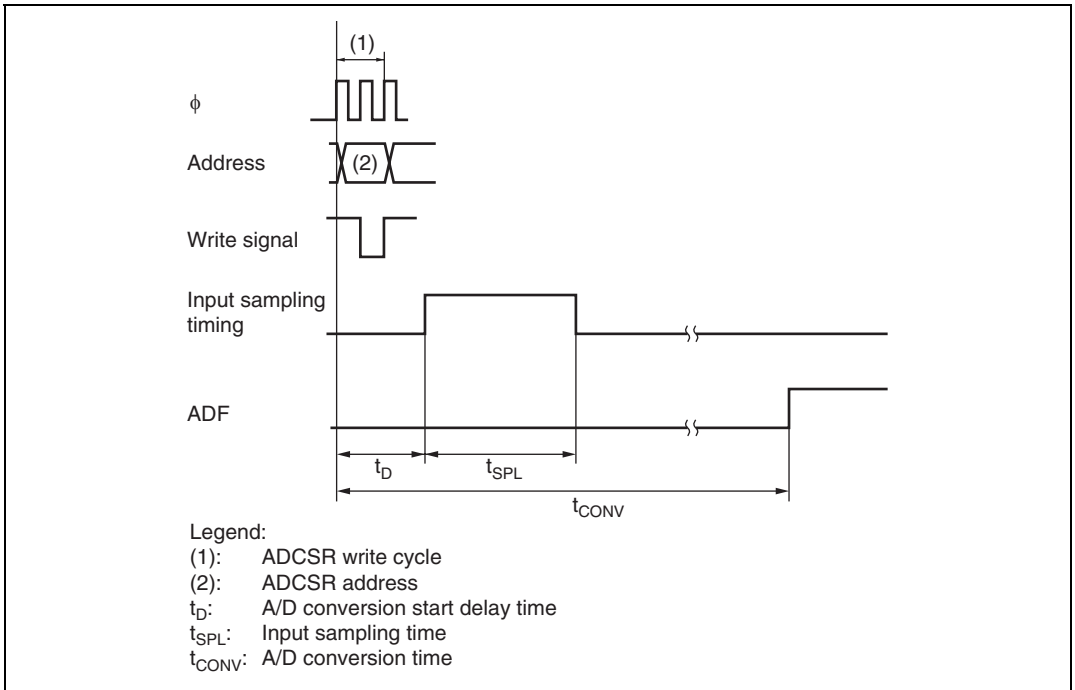 (1)
ϕ
Address
(2)
Write signal
Input sampling
timing
ADF
tD
tSPL
tCONV
Legend:
(1): ADCSR write cycle
(2): ADCSR address
tD: A/D conversion start delay time
tSPL: Input sampling time
tCONV: A/D conversion time